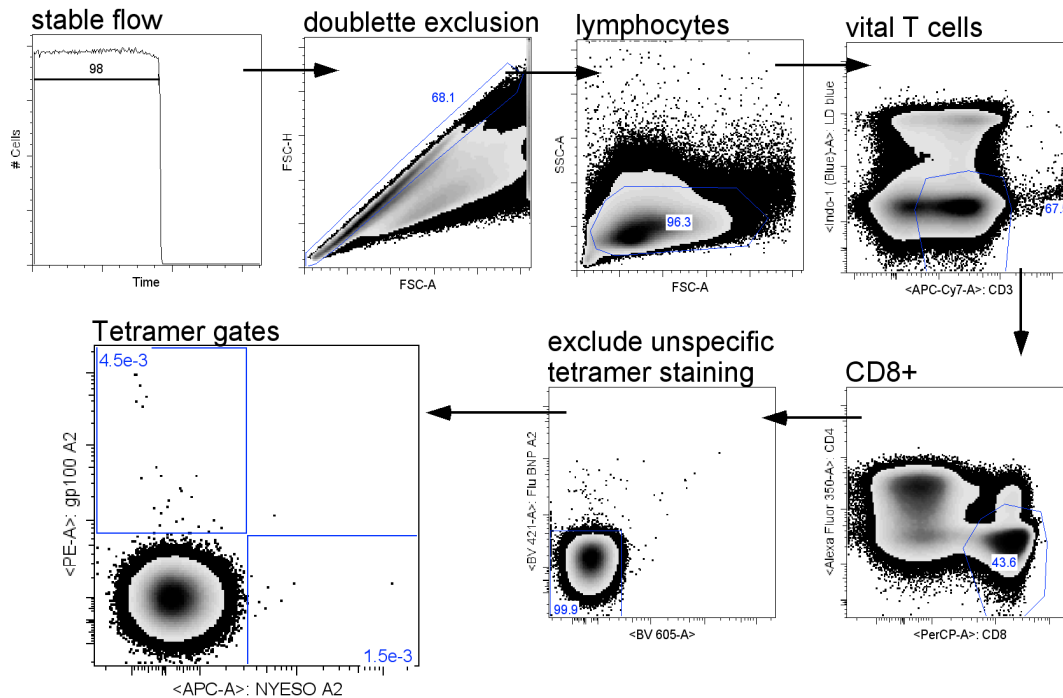 stable flow
98
# Cells
Time
doublette exclusion
68.1
FSC-H
FSC-A
lymphocytes
96.3
SSC-A
FSC-A
vital T cells
67.
<Indo-1 (Blue)-A>: LD blue
<APC-Cy7-A>: CD3
CD8+
43.6
<Alexa Fluor 350-A>: CD4
<PerCP-A>: CD8
exclude unspecific
tetramer staining
99.9
<BV 421-A> Flu BNP A2
<BV 605-A>
Tetramer gates
4.5e-3
1.5e-3
<PE-A>: gp100 A2
<APC-A>: NYESO A2